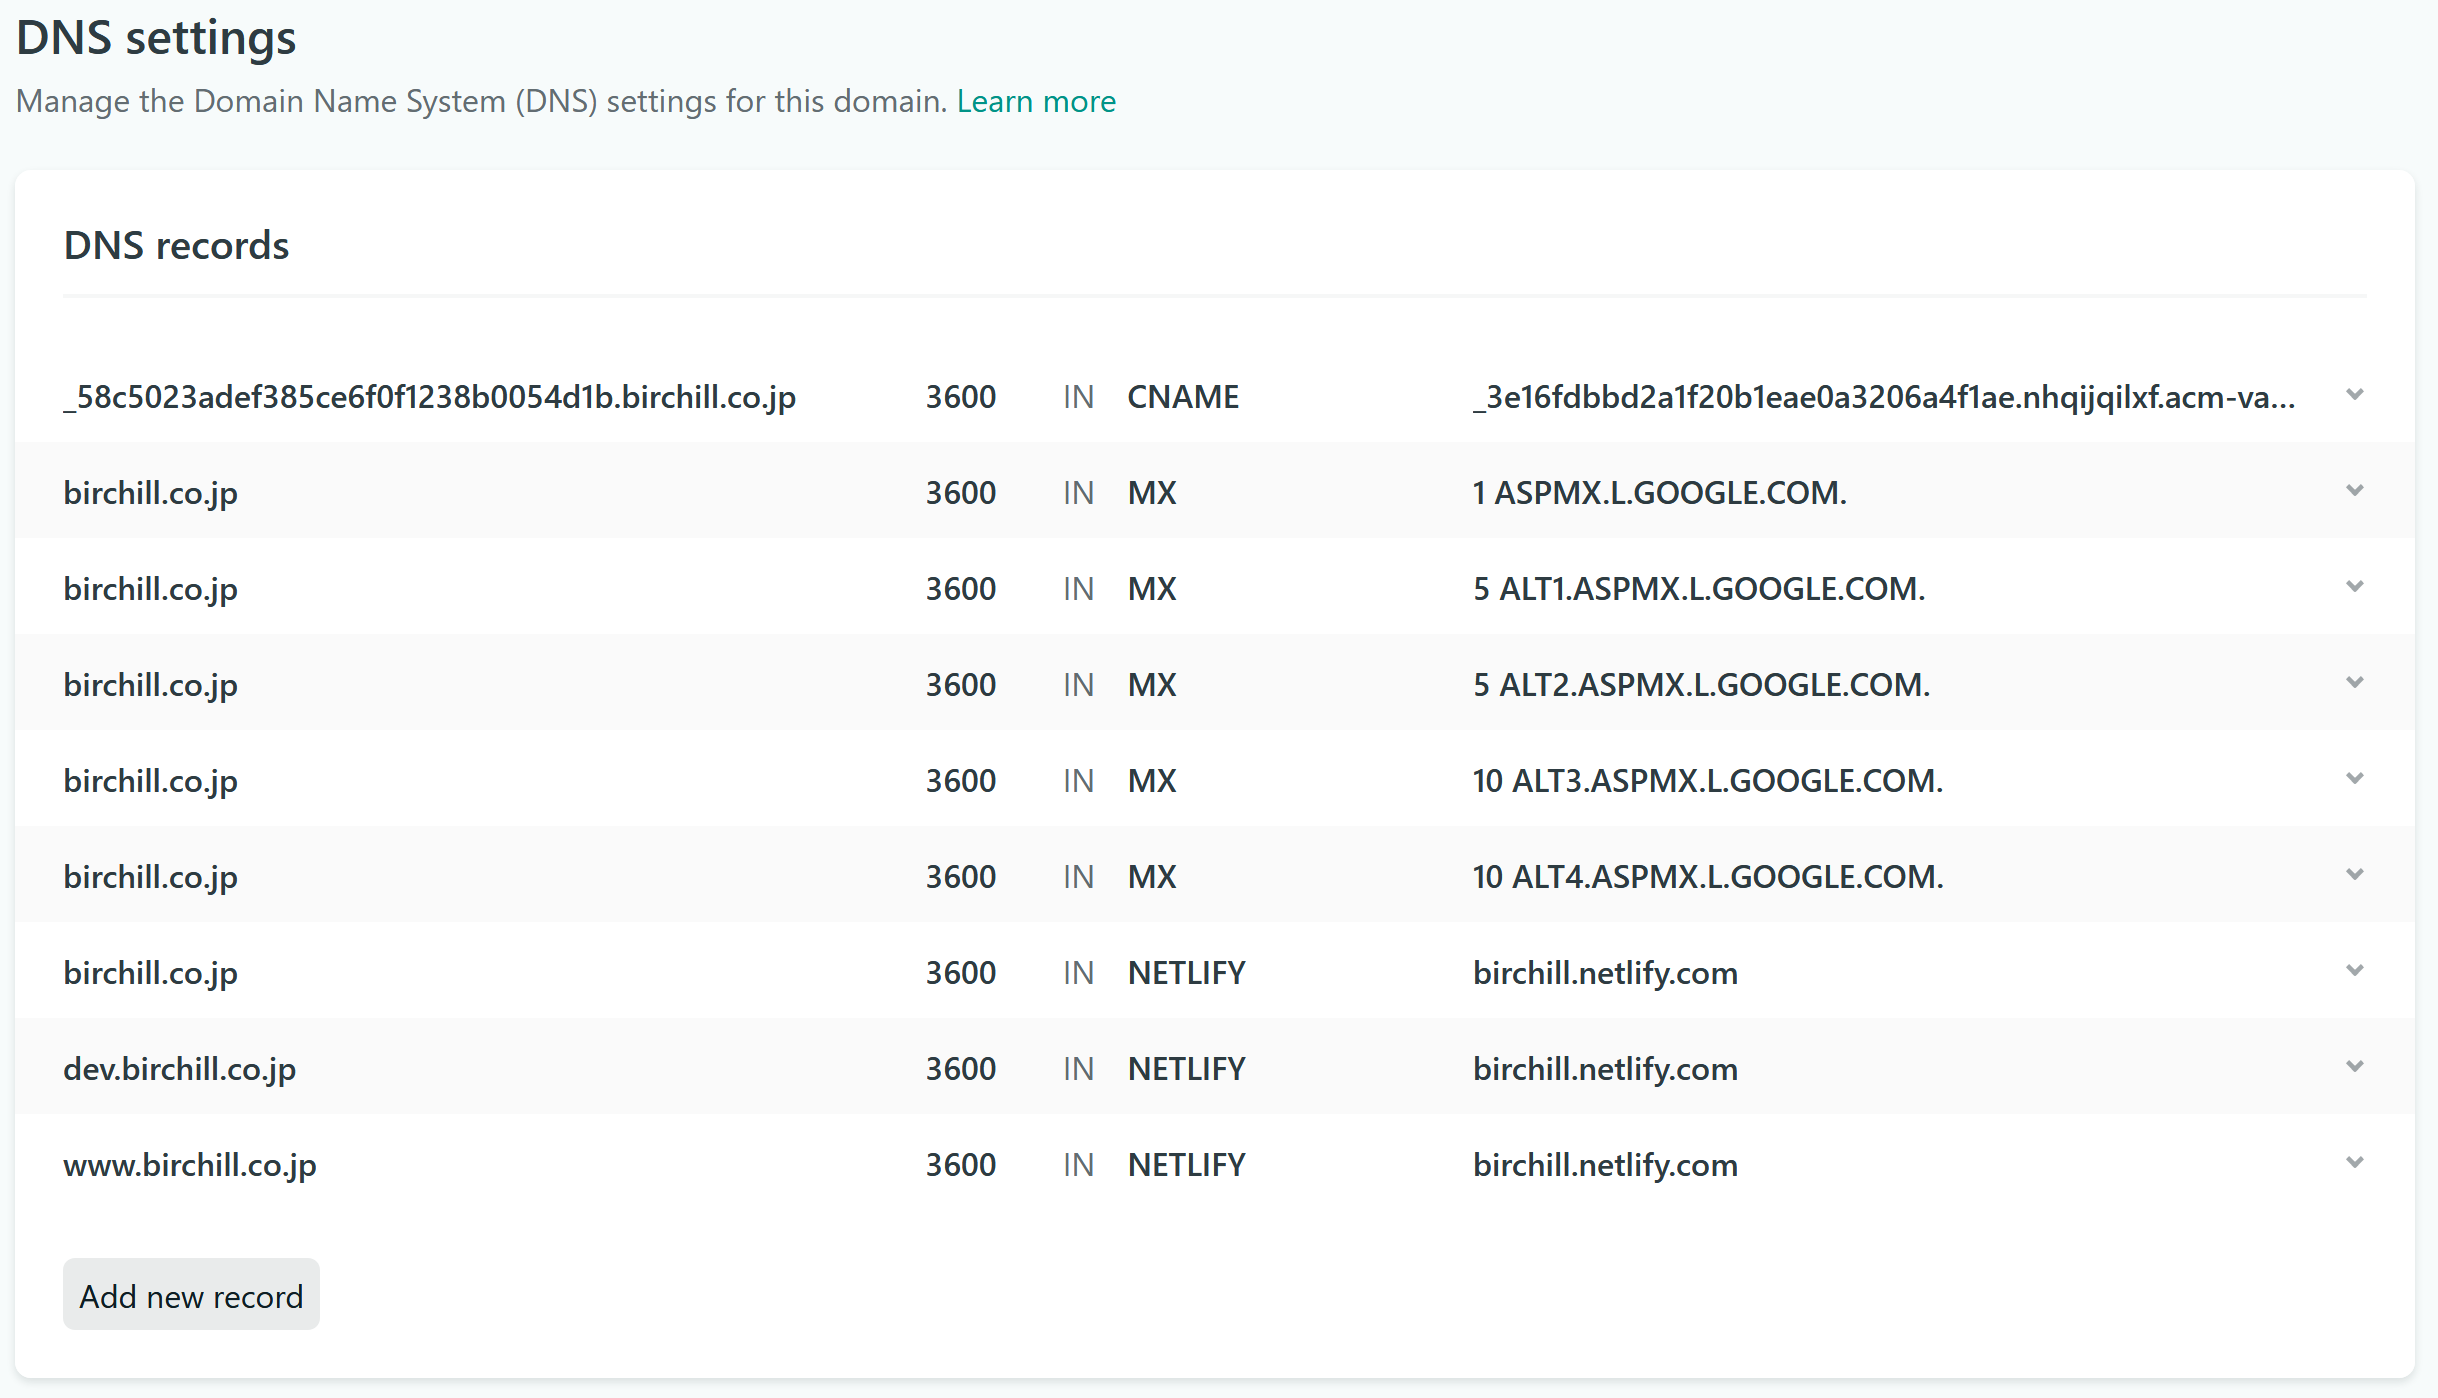 DNS settings
Manage the Domain Name System (DNS) settings for this domain. Learn more
DNS records
_58c5023adef385ce6f0f1238b0054d1b.birchill.co.jp 3600 IN CNAME _3e16fdbbd2a1f20b1eae0a3206a4f1ae.nhqijqilxf.acm-va...
birchill.co.jp 3600 IN MX 1 ASPMX.L.GOOGLE.COM.
birchill.co.jp 3600 IN MX 5 ALT1.ASPMX.L.GOOGLE.COM.
birchill.co.jp 3600 IN MX 5 ALT2.ASPMX.L.GOOGLE.COM.
birchill.co.jp 3600 IN MX 10 ALT3.ASPMX.L.GOOGLE.COM.
birchill.co.jp 3600 IN MX 10 ALT4.ASPMX.L.GOOGLE.COM.
birchill.co.jp 3600 IN NETLIFY birchill.netlify.com
dev.birchill.co.jp 3600 IN NETLIFY birchill.netlify.com
www.birchill.co.jp 3600 IN NETLIFY birchill.netlify.com
Add new record